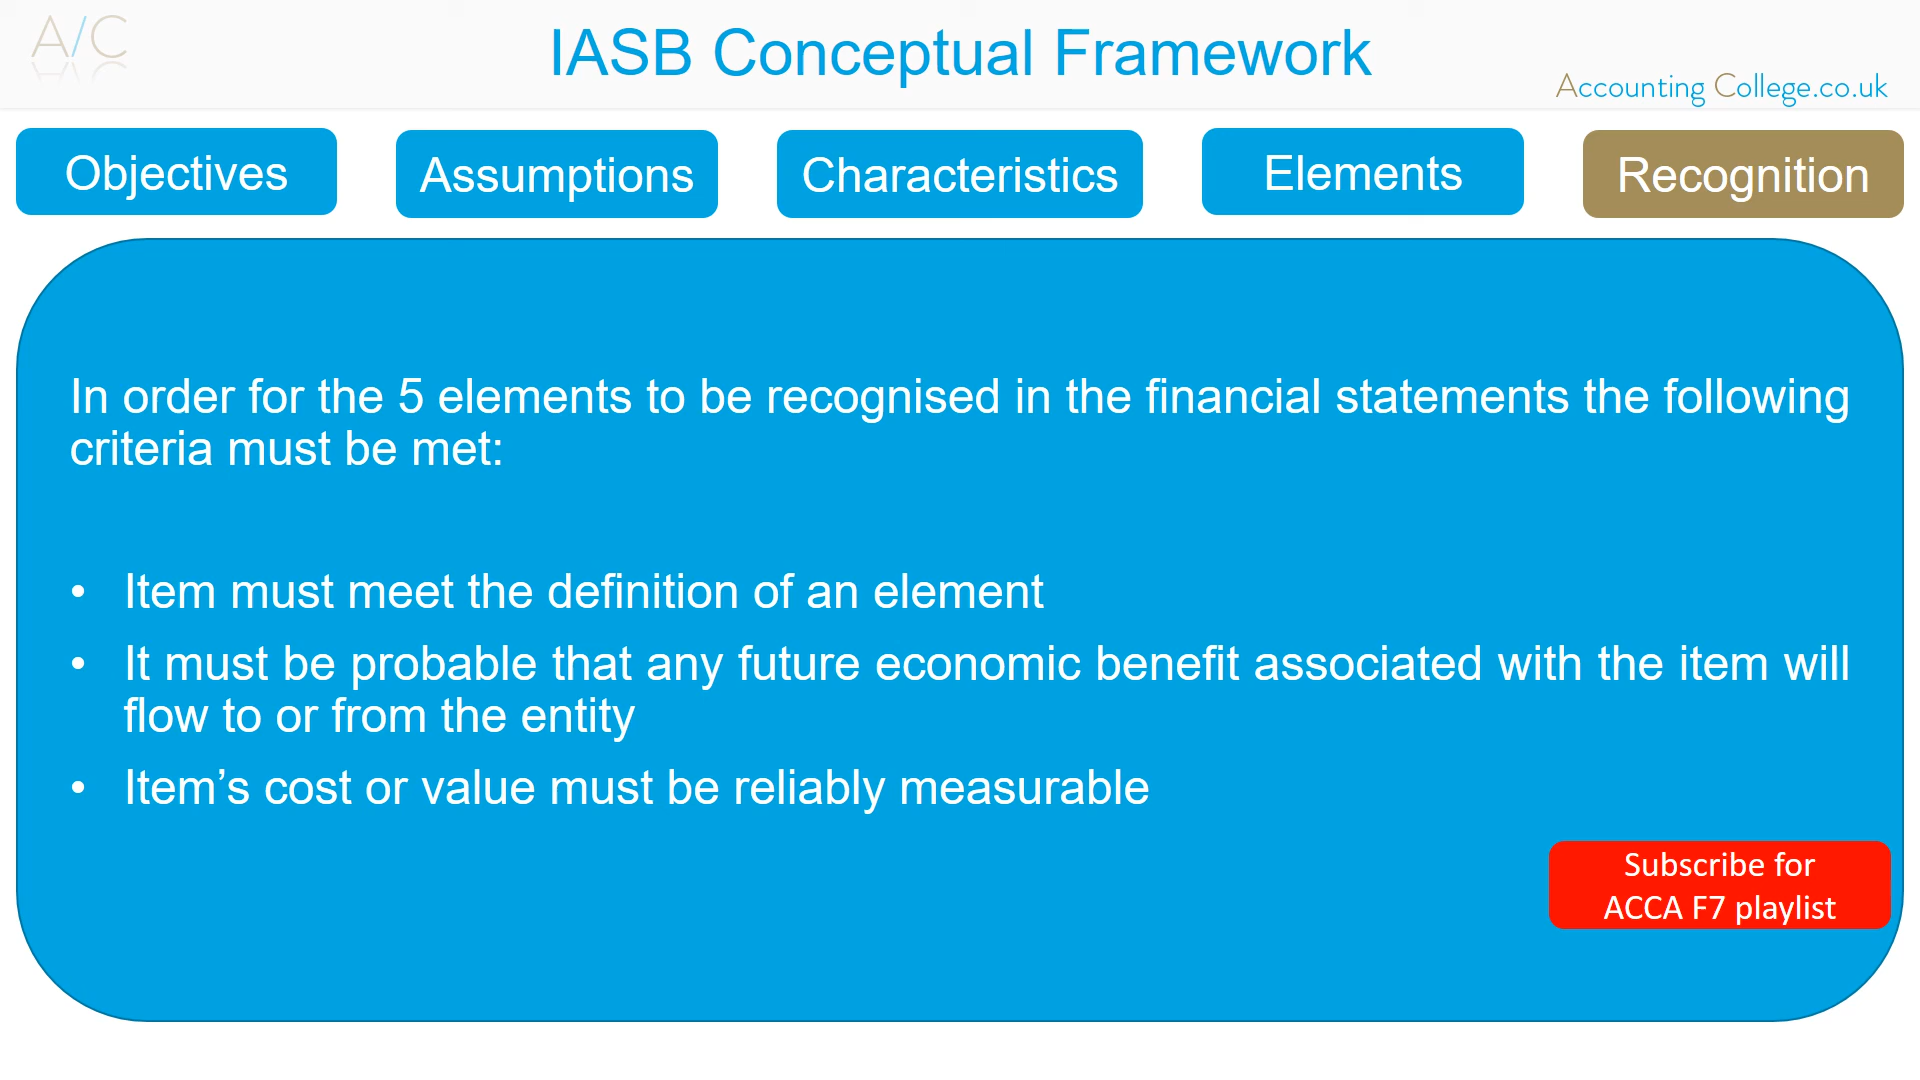 A/C
IASB Conceptual Framework
Accounting College.co.uk
Objectives
Assumptions
Characteristics
Elements
Recognition
In order for the 5 elements to be recognised in the financial statements the following
criteria must be met:
• Item must meet the definition of an element
• It must be probable that any future economic benefit associated with the item will
flow to or from the entity
• Item’s cost or value must be reliably measurable
Subscribe for
ACCA F7 playlist